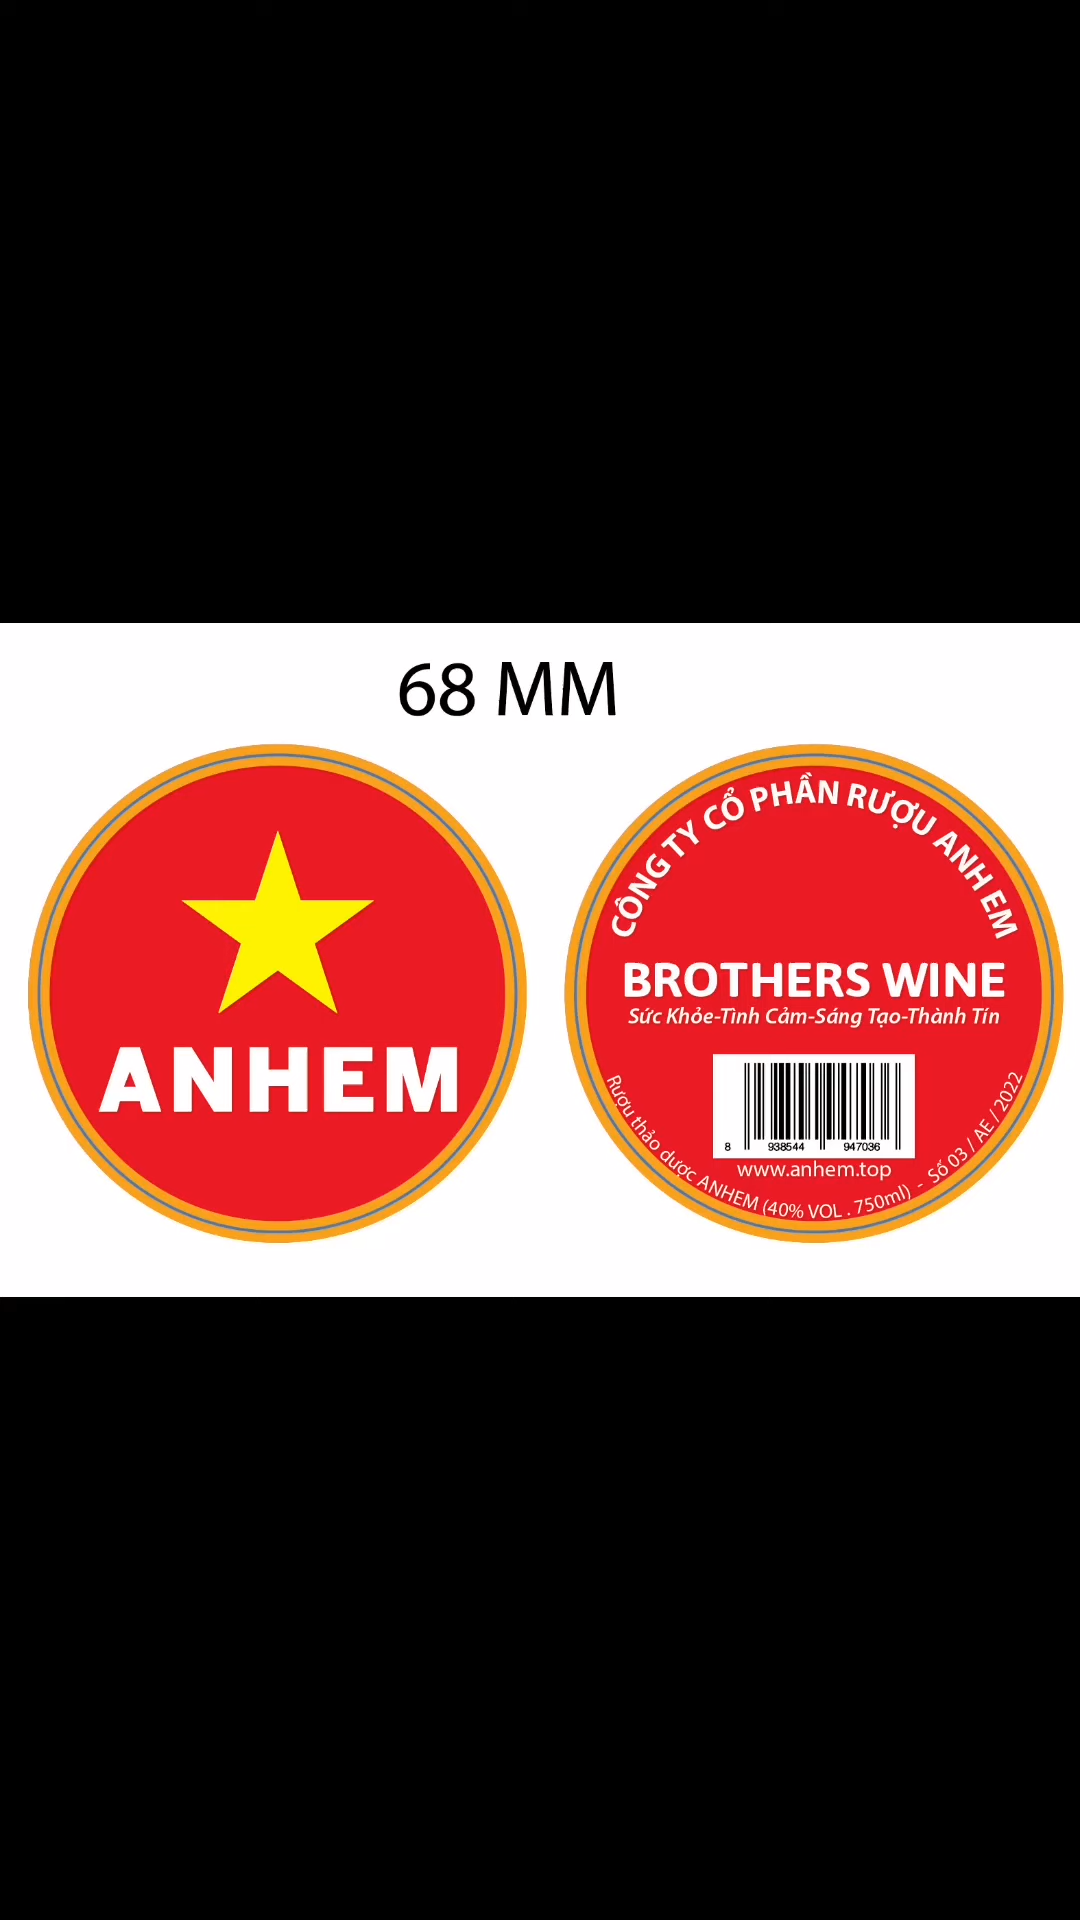 68 MM
ANHEM
CÔNG TY CỔ PHẦN RƯỢU ANH EM
BROTHERS WINE
Sức Khỏe-Tình Cảm-Sáng Tạo-Thành Tín
8 938544 947036
www.anhem.top
Rượu thảo dược ANHEM (40% VOL . 750ml) - Số 03 / AE / 2022